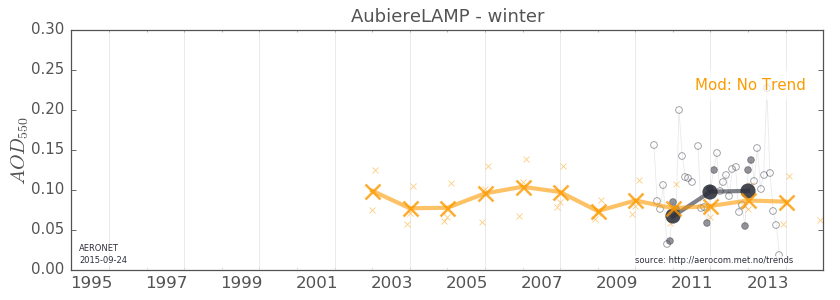 AubiereLAMP - winter
0.30
0.25
0.20
0.15
0.10
0.05
0.00
AOD550
Mod: No Trend
AERONET
2015-09-24
source: http://aerocom.met.no/trends
1995 1997 1999 2001 2003 2005 2007 2009 2011 2013